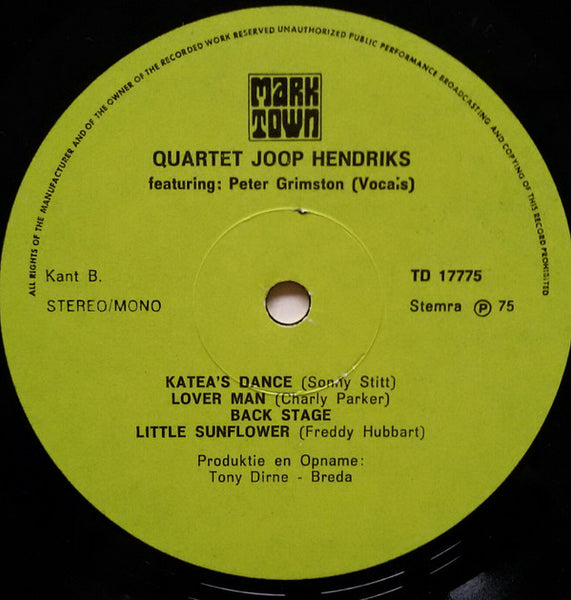 ALL RIGHTS OF THE MANUFACTURER AND OF THE OWNER OF THE RECORDED WORK RESERVED UNAUTHORIZED PUBLIC PERFORMANCE BROADCASTING AND COPYING OF THIS RECORD PROHIBITED
MARK
TOWN
QUARTET JOOP HENDRIKS
featuring: Peter Grimston (Vocals)
Kant B.
TD 17775
STEREO/MONO
Stemra Ⓟ 75
KATEA'S DANCE (Sonny Stitt)
LOVER MAN (Charly Parker)
BACK STAGE
LITTLE SUNFLOWER (Freddy Hubbart)
Produktie en Opname:
Tony Dirne - Breda